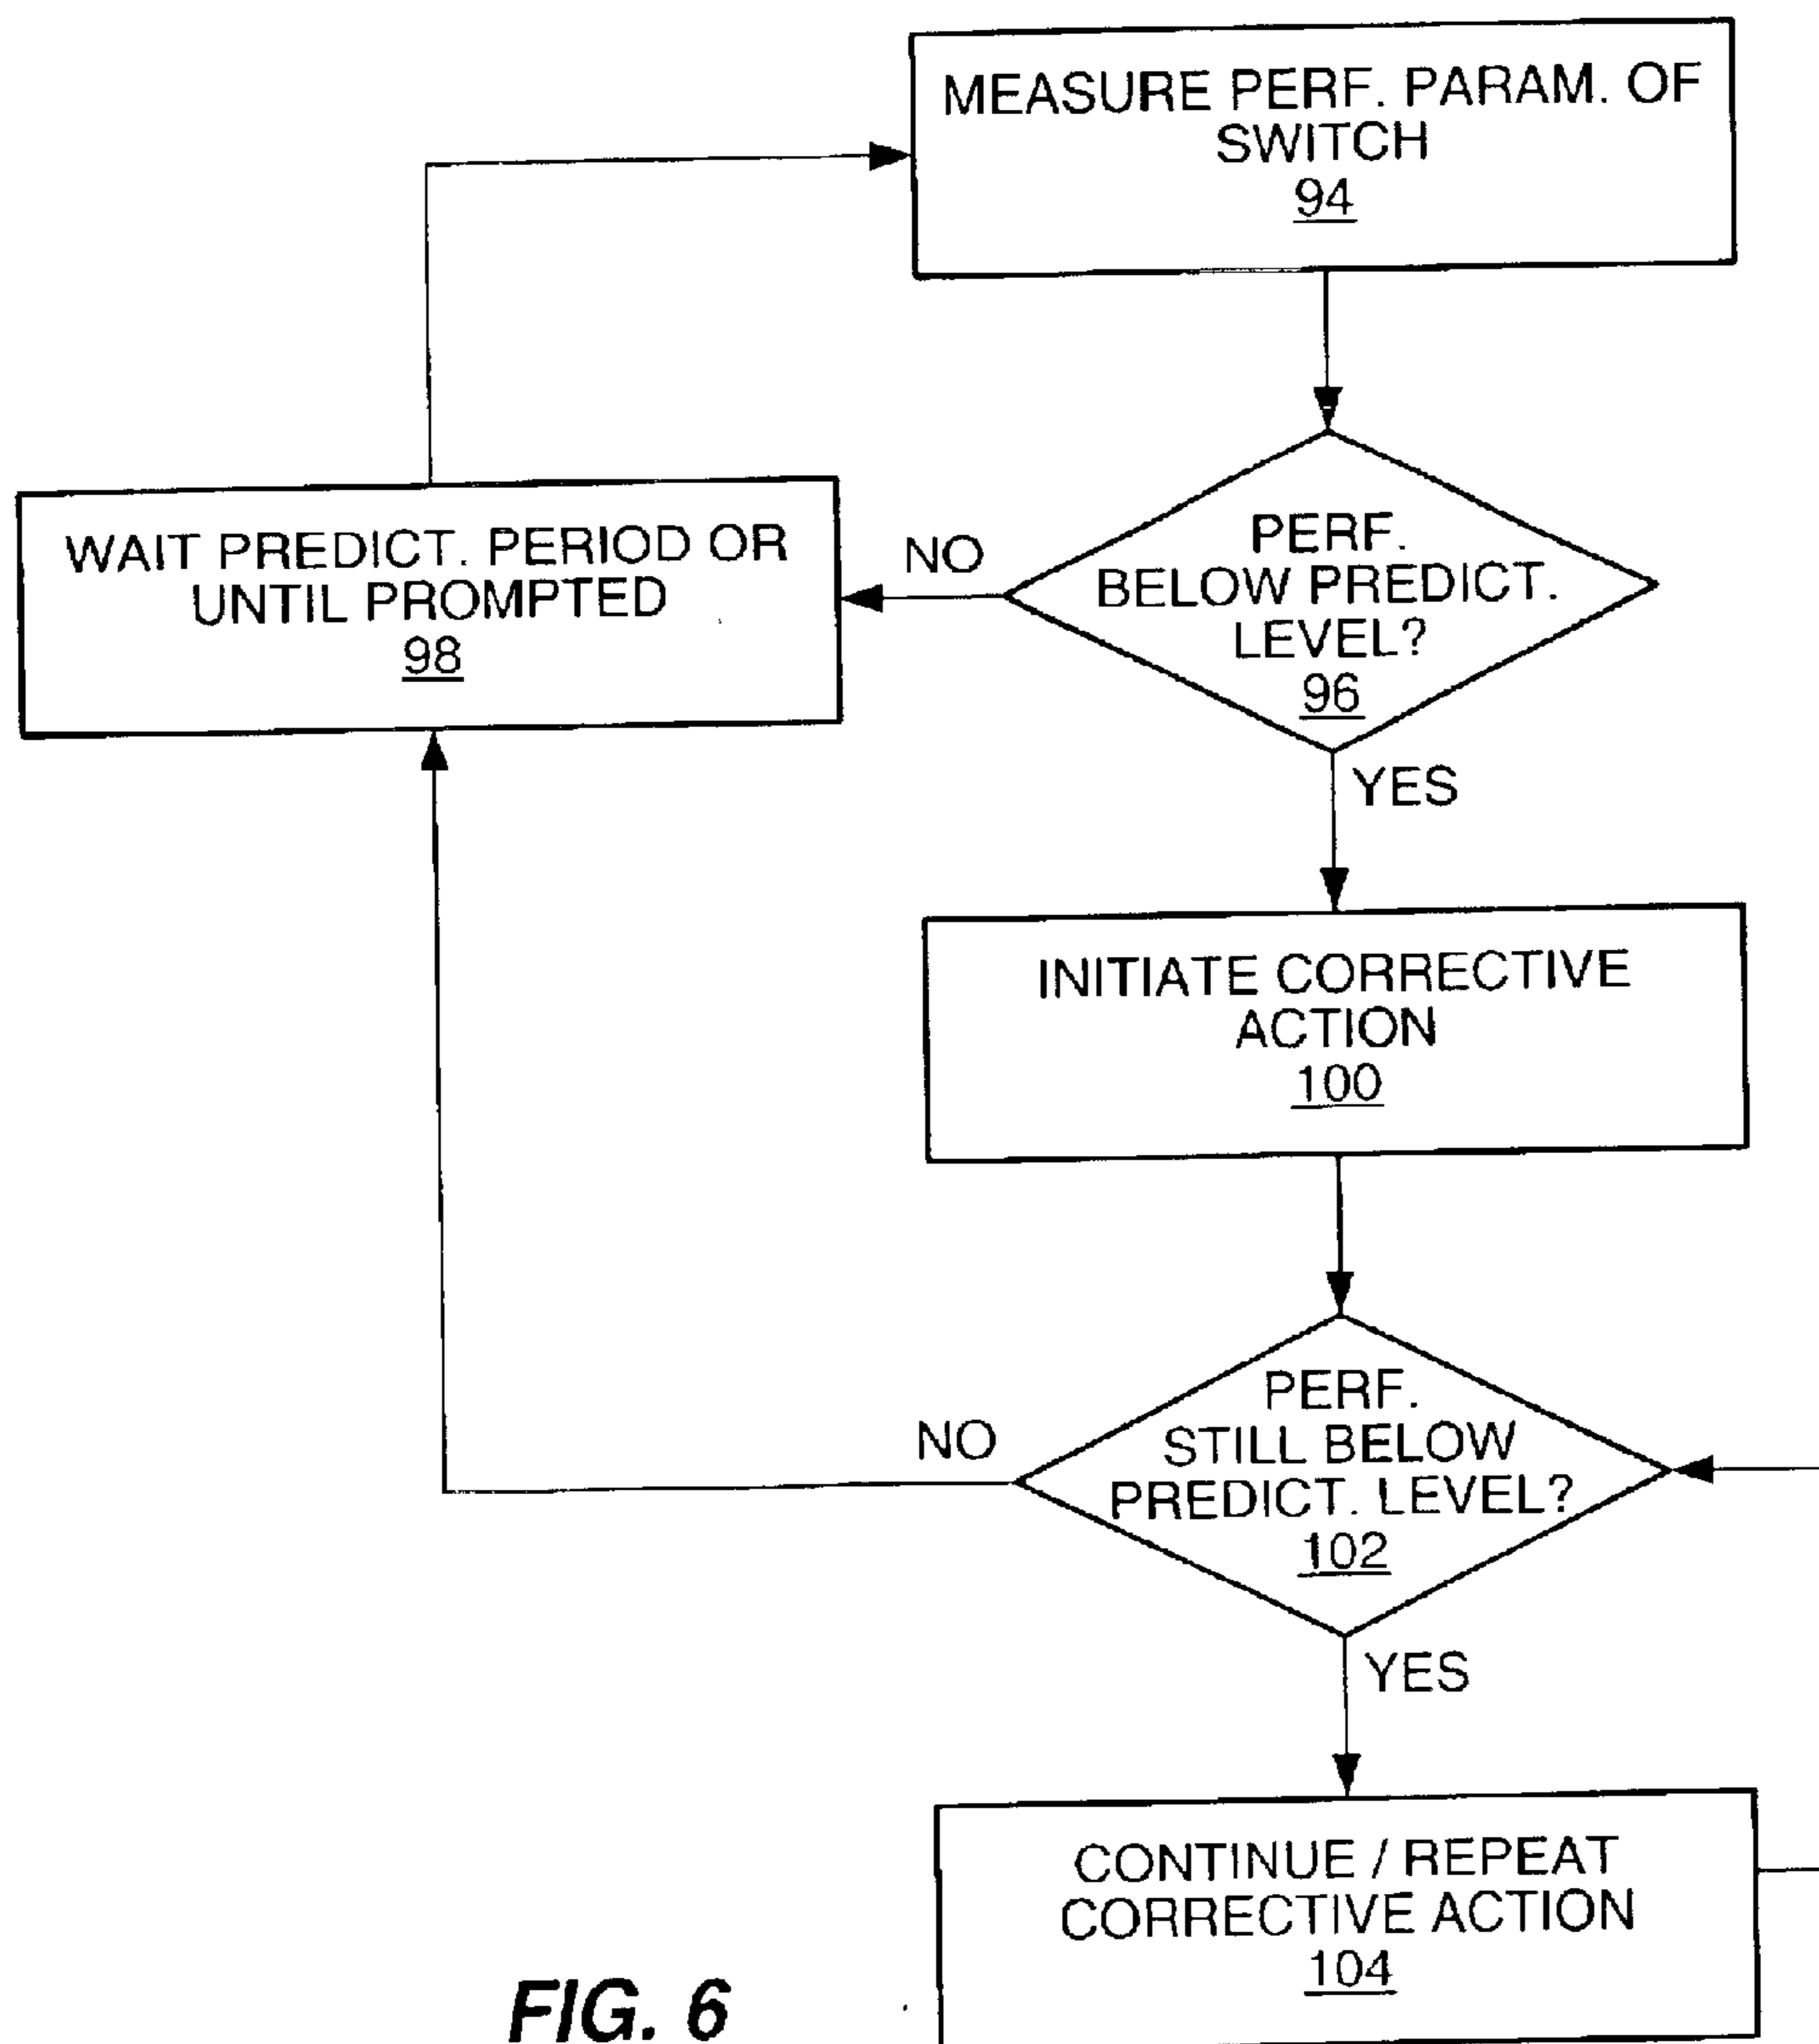 MEASURE PERF. PARAM. OF
SWITCH
94
WAIT PREDICT. PERIOD OR
UNTIL PROMPTED
98
NO
PERF.
BELOW PREDICT.
LEVEL?
96
YES
INITIATE CORRECTIVE
ACTION
100
NO
PERF.
STILL BELOW
PREDICT. LEVEL?
102
YES
CONTINUE / REPEAT
CORRECTIVE ACTION
104
FIG. 6